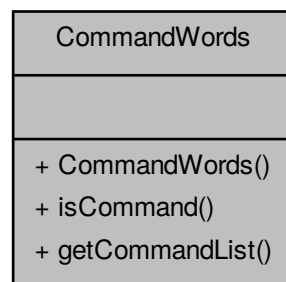 CommandWords
+ CommandWords()
+ isCommand()
+ getCommandList()